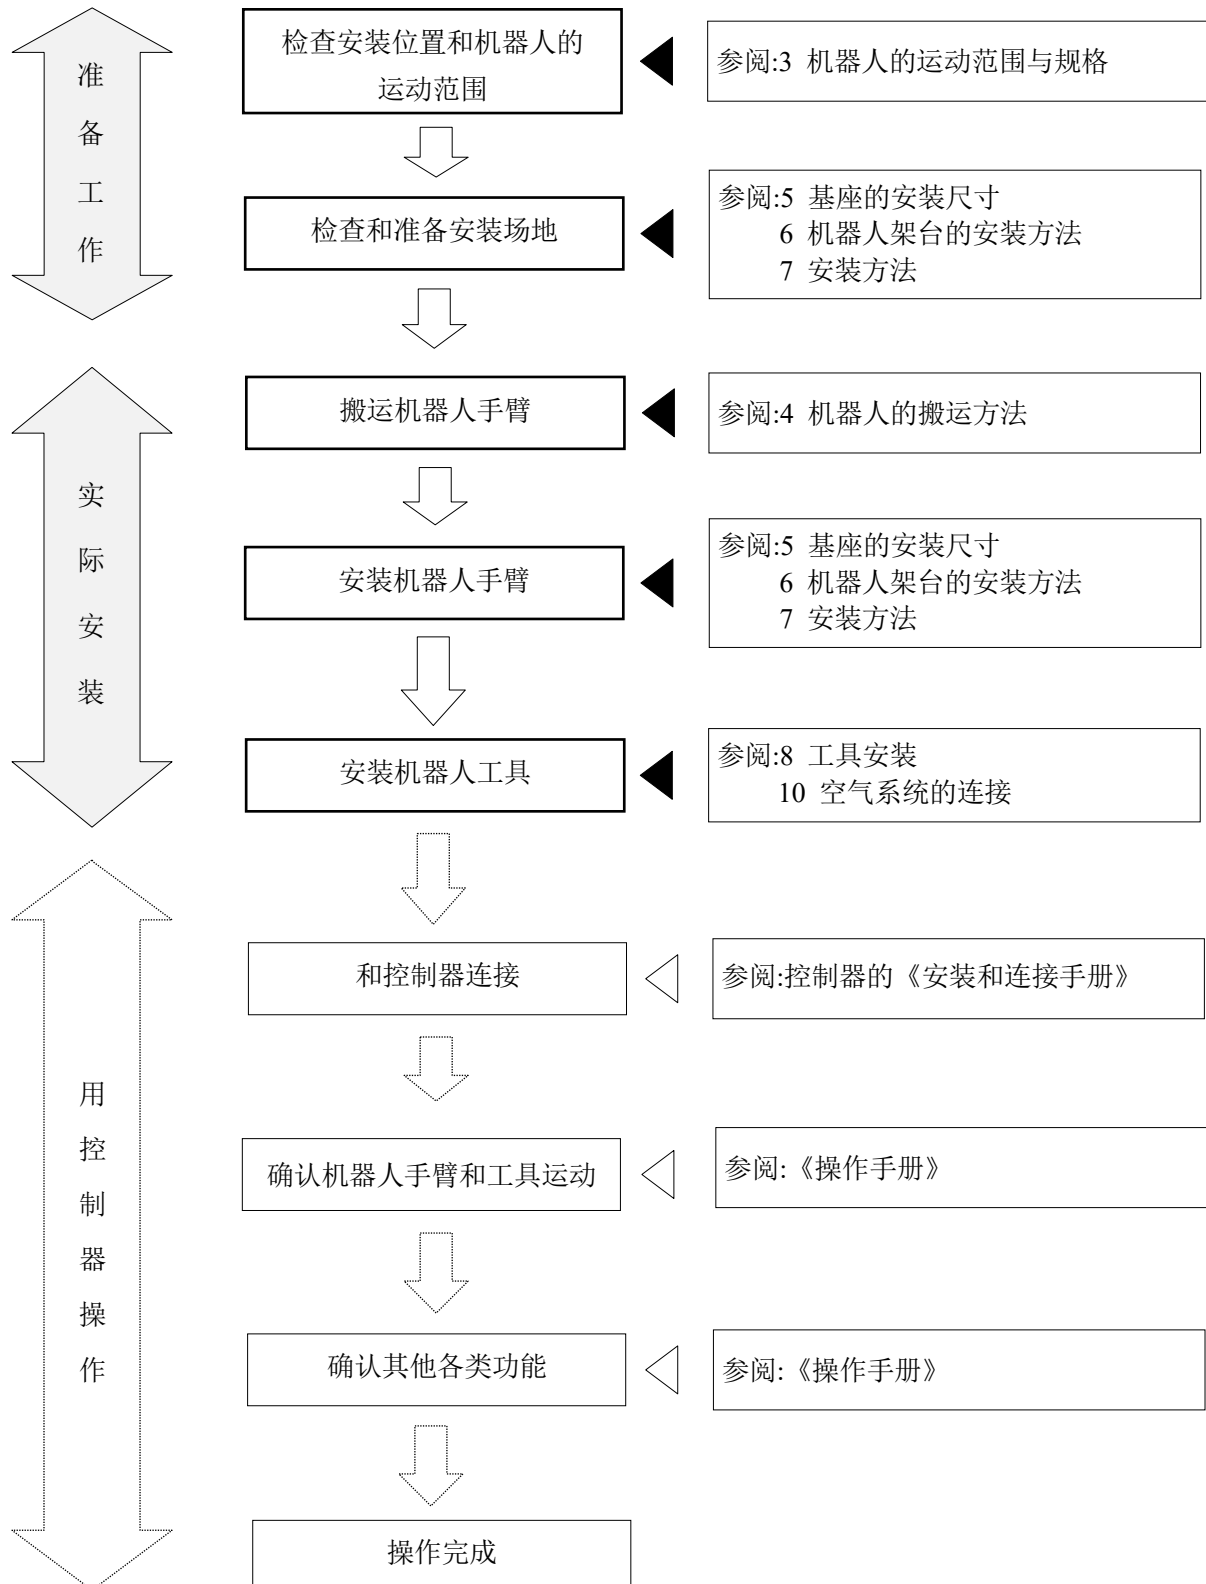 准备工作
检查安装位置和机器人的
运动范围
参阅:3 机器人的运动范围与规格
检查和准备安装场地
参阅:5 基座的安装尺寸
6 机器人架台的安装方法
7 安装方法
实际安装
搬运机器人手臂
参阅:4 机器人的搬运方法
安装机器人手臂
参阅:5 基座的安装尺寸
6 机器人架台的安装方法
7 安装方法
安装机器人工具
参阅:8 工具安装
10 空气系统的连接
用控制器操作
和控制器连接
参阅:控制器的《安装和连接手册》
确认机器人手臂和工具运动
参阅:《操作手册》
确认其他各类功能
参阅:《操作手册》
操作完成